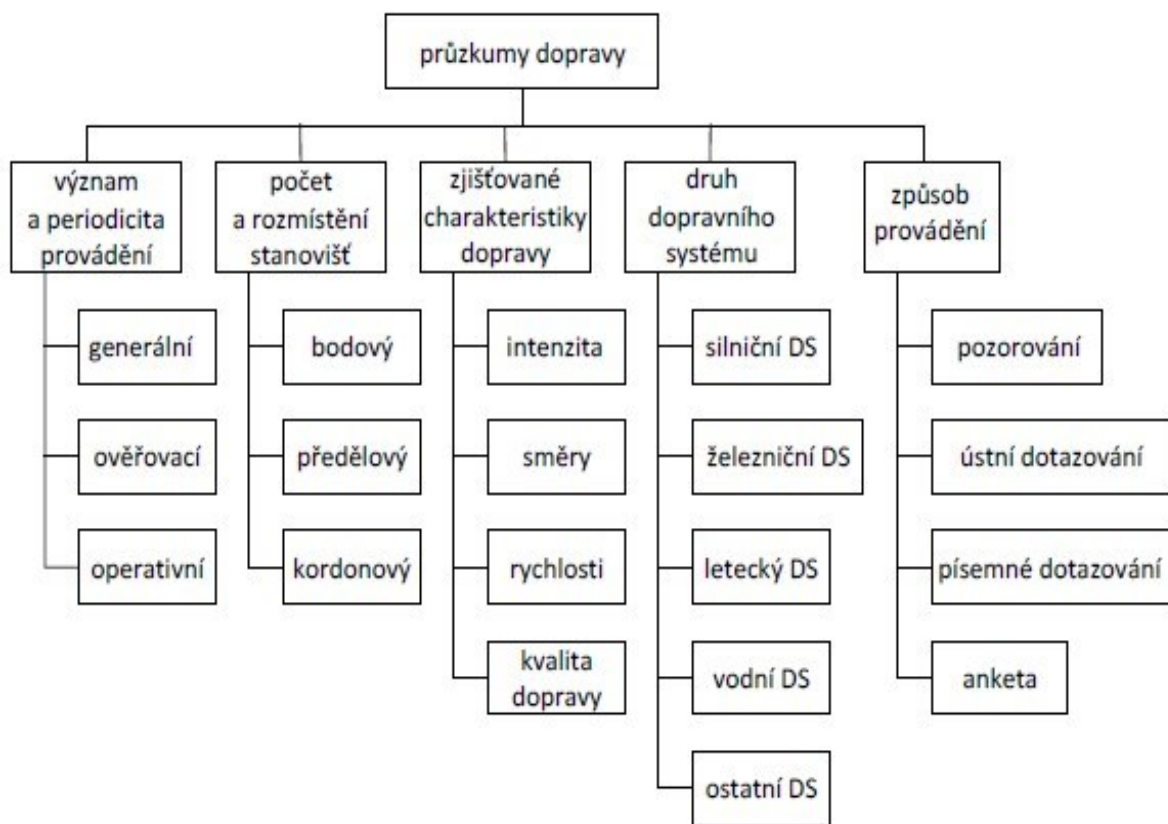 průzkumy dopravy
význam
a periodicita
provádění
generální
ověřovací
operativní
počet
a rozmístění
stanovišť
bodový
předělový
kordonový
zjišťované
charakteristiky
dopravy
intenzita
směry
rychlosti
kvalita
dopravy
druh
dopravního
systému
silniční DS
železniční DS
letecký DS
vodní DS
ostatní DS
způsob
provádění
pozorování
ústní dotazování
písemné dotazování
anketa